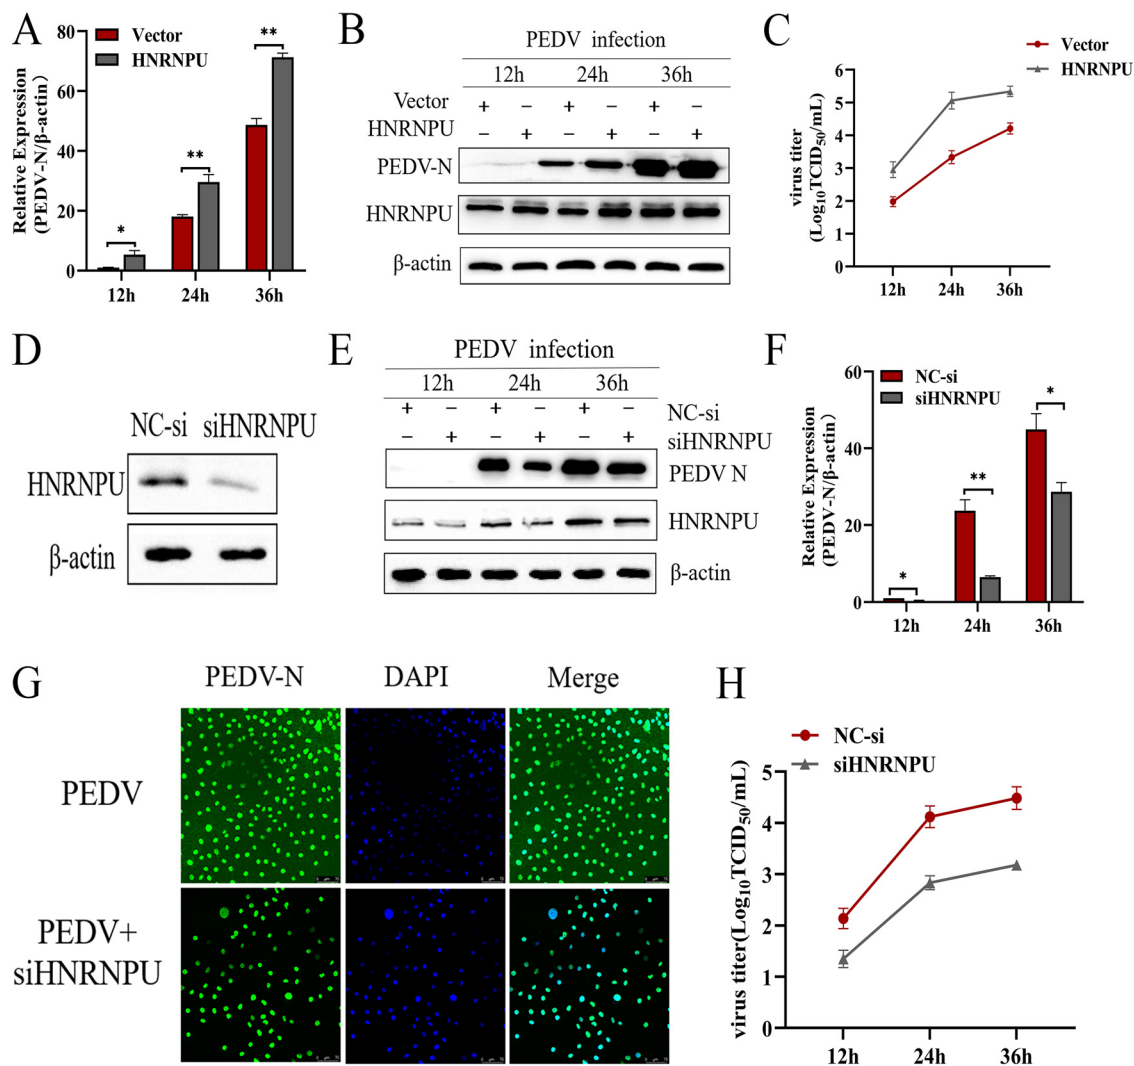 A
Vector
HNRNPU
Relative Expression
(PEDV-N/β-actin)
80
60
40
20
0
*
**
**
12h 24h 36h
B
PEDV infection
12h 24h 36h
Vector + − + − + −
HNRNPU − + − + − +
PEDV-N
HNRNPU
β-actin
C
Vector
HNRNPU
virus titer
(Log10TCID50/mL)
6
5
4
3
2
1
0
12h 24h 36h
D
NC-si siHNRNPU
HNRNPU
β-actin
E
PEDV infection
12h 24h 36h
+ − + − + − NC-si
− + − + − + siHNRNPU
PEDV N
HNRNPU
β-actin
F
NC-si
siHNRNPU
Relative Expression
(PEDV-N/β-actin)
60
40
20
0
*
**
*
12h 24h 36h
G
PEDV-N DAPI Merge
PEDV
PEDV+
siHNRNPU
H
NC-si
siHNRNPU
virus titer(Log10TCID50/mL)
5
4
3
2
1
0
12h 24h 36h